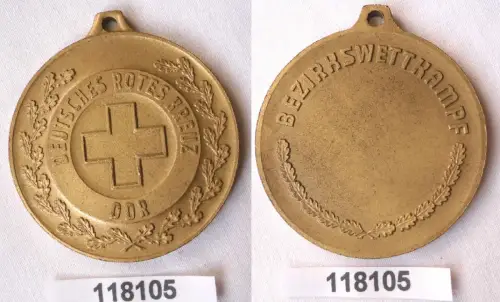 DEUTSCHES ROTES KREUZ
DDR
118105
BEZIRKSWETTKAMPF
118105